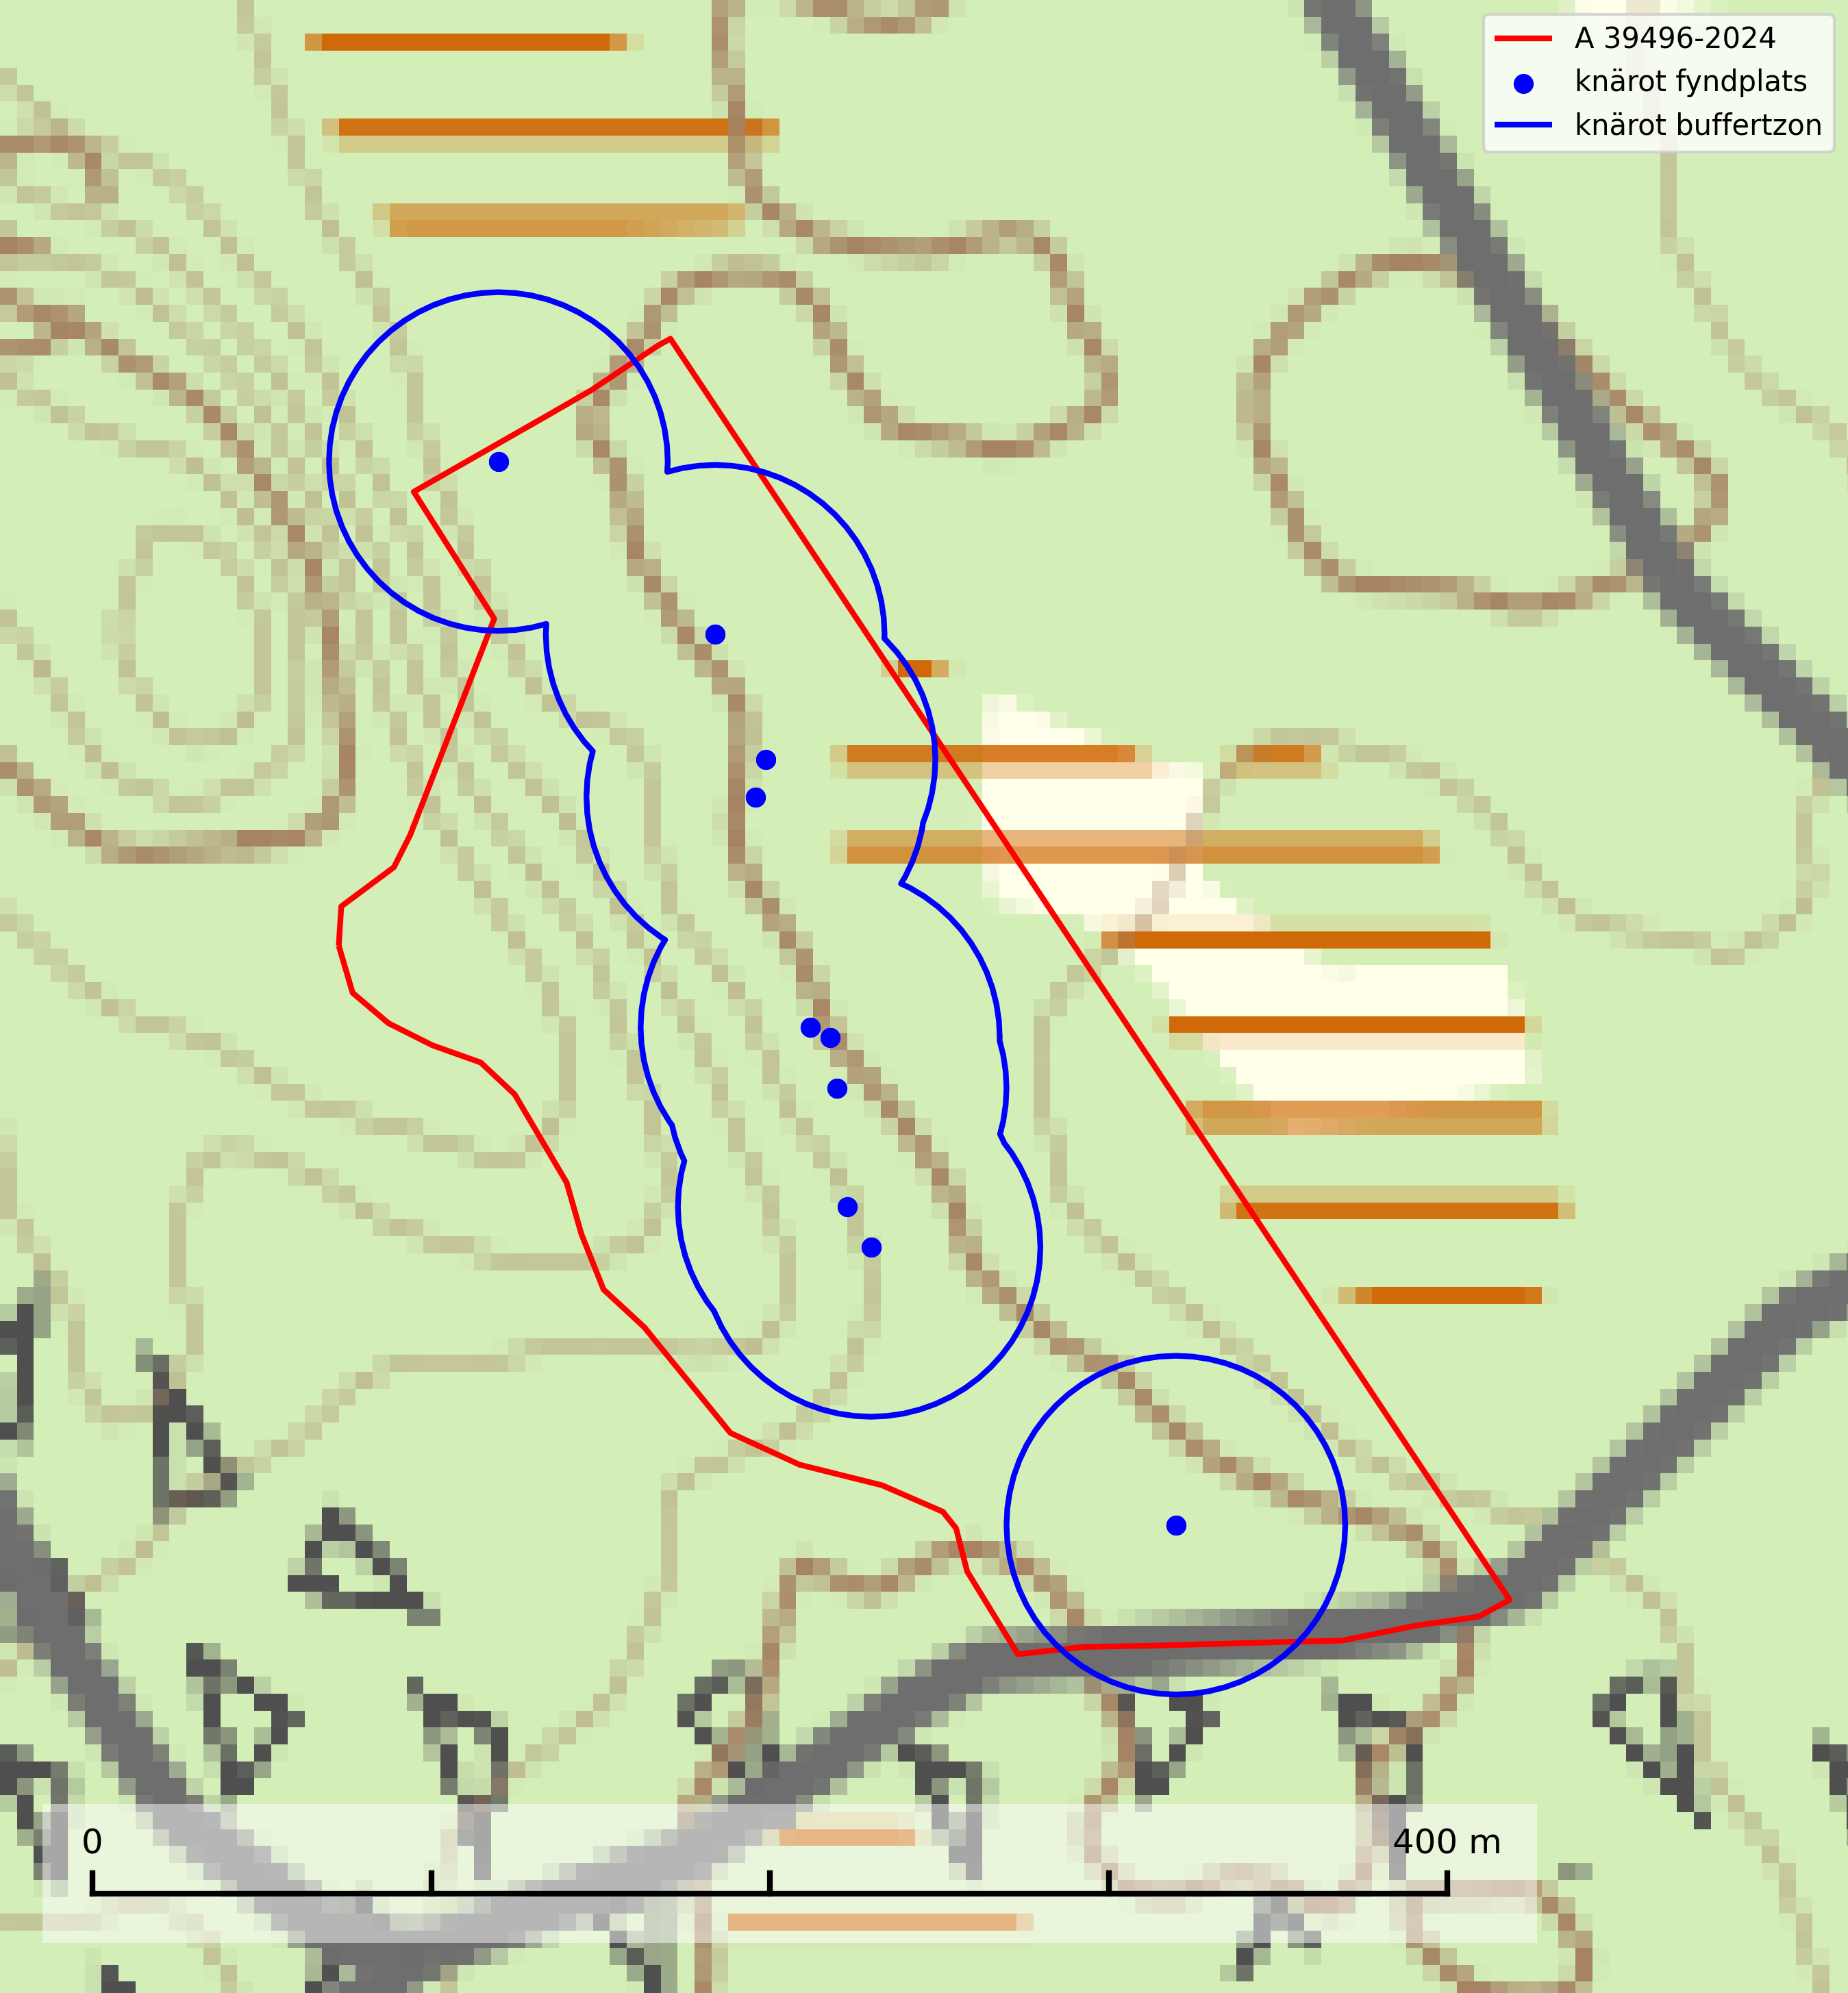 A 39496-2024
knärot fyndplats
knärot buffertzon
0
400 m